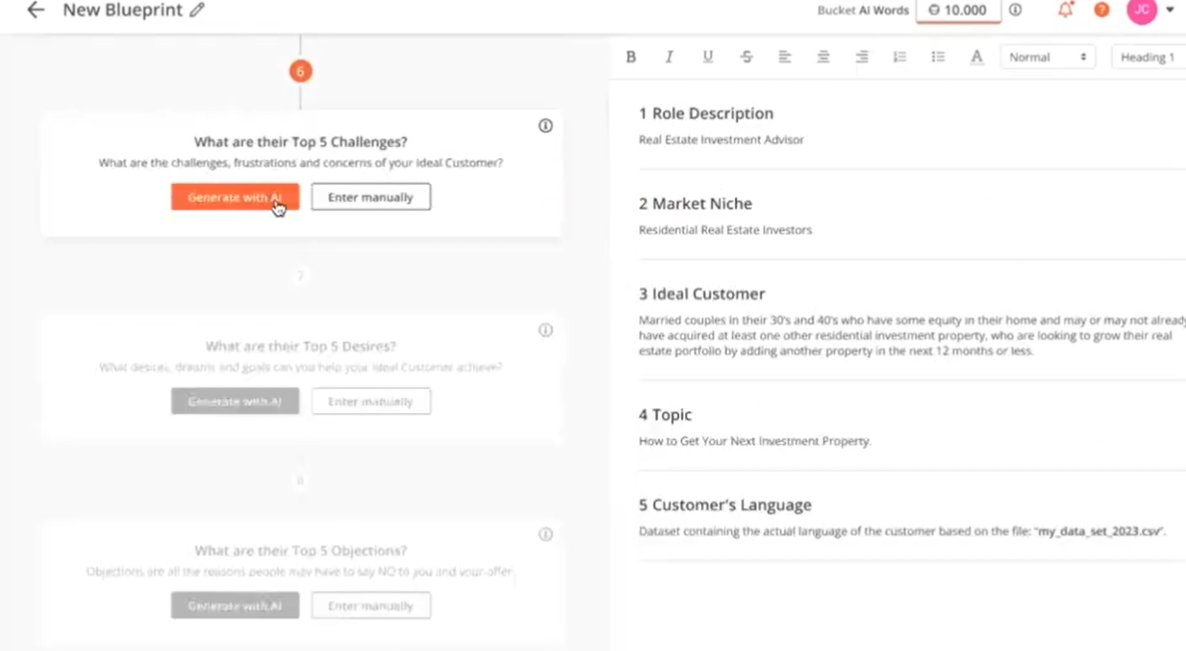 New Blueprint
Bucket AI Words
10.000
?
JC
6
What are their Top 5 Challenges?
What are the challenges, frustrations and concerns of your Ideal Customer?
Generate with AI
Enter manually
7
What are their Top 5 Desires?
What desires, dreams and goals can you help your Ideal Customer achieve?
Generate with AI
Enter manually
8
What are their Top 5 Objections?
Objections are all the reasons people may have to say NO to you and your offer
Generate with AI
Enter manually
B I U S A Normal Heading 1
1 Role Description
Real Estate Investment Advisor
2 Market Niche
Residential Real Estate Investors
3 Ideal Customer
Married couples in their 30's and 40's who have some equity in their home and may or may not already
have acquired at least one other residential investment property, who are looking to grow their real
estate portfolio by adding another property in the next 12 months or less.
4 Topic
How to Get Your Next Investment Property.
5 Customer's Language
Dataset containing the actual language of the customer based on the file: "my_data_set_2023.csv".